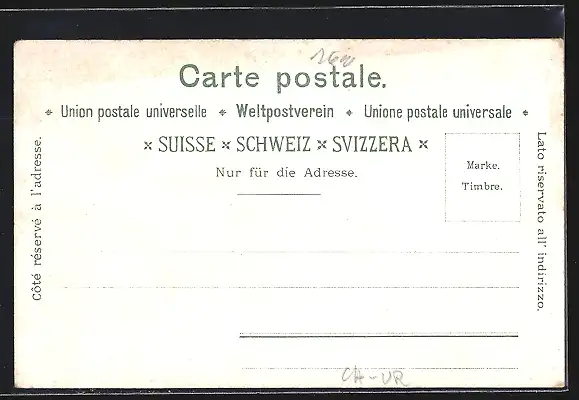 160
Carte postale.
Union postale universelle Weltpostverein Unione postale universale
SUISSE × SCHWEIZ × SVIZZERA
Nur für die Adresse.
Marke.
Timbre.
Côté réservé à l'adresse.
Lato riservato all' indirizzo.
CH-UR